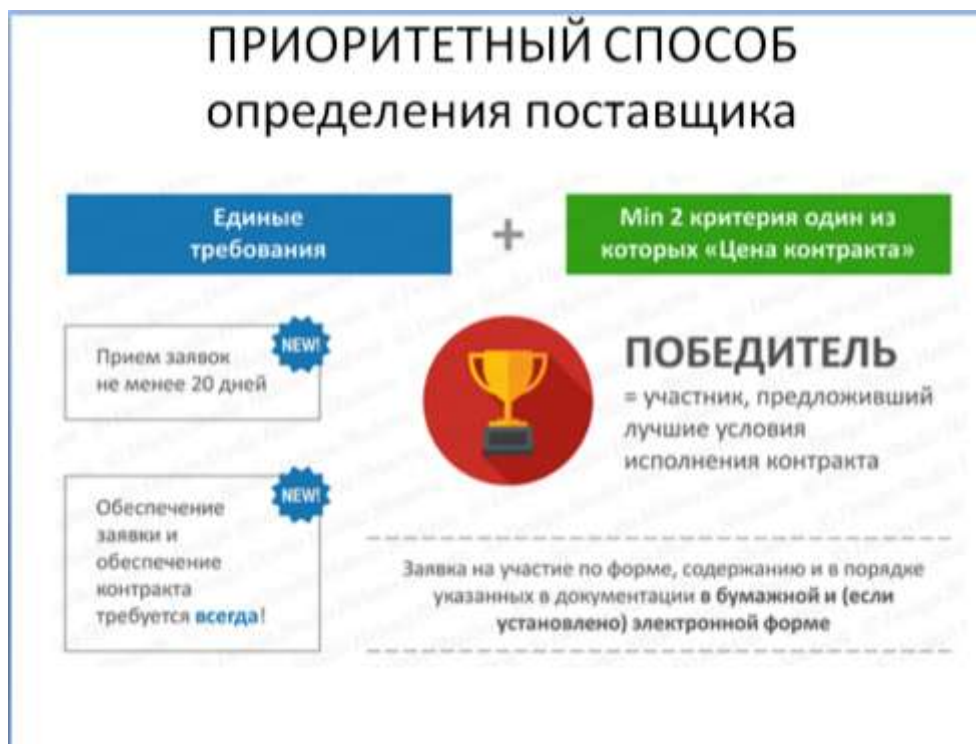 ПРИОРИТЕТНЫЙ СПОСОБ
определения поставщика
Единые
требования
+
Min 2 критерия один из
которых «Цена контракта»
NEW!
Прием заявок
не менее 20 дней
ПОБЕДИТЕЛЬ
= участник, предложивший
лучшие условия
исполнения контракта
NEW!
Обеспечение
заявки и
обеспечение
контракта
требуется всегда!
Заявка на участие по форме, содержанию и в порядке
указанных в документации в бумажной и (если
установлено) электронной форме